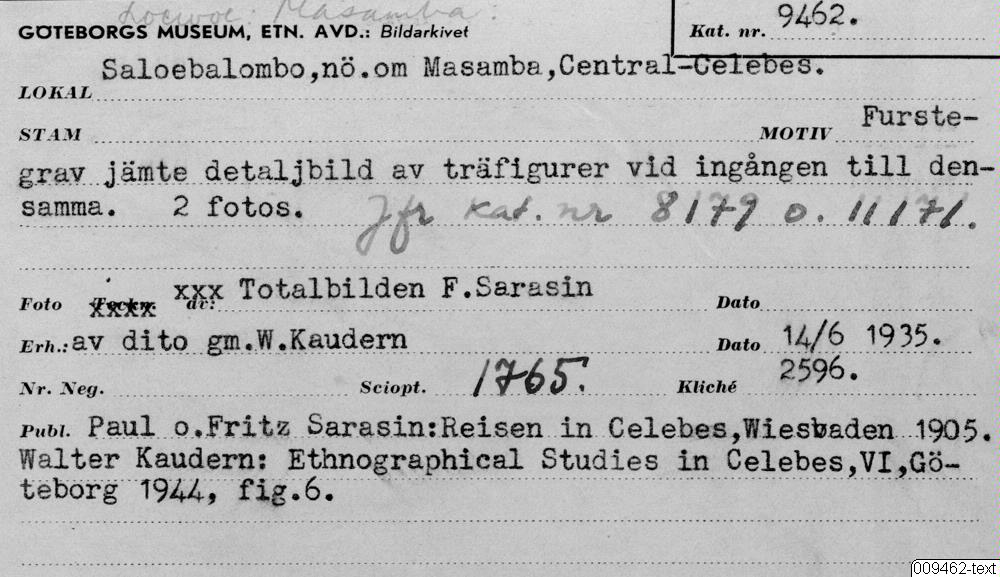 Loewoe: Masamba.
GÖTEBORGS MUSEUM, ETN. AVD.: Bildarkivet
Kat. nr. 9462.
LOKAL Saloebalombo,nö.om Masamba,Central-Celebes.
STAM MOTIV Furste-
grav jämte detaljbild av träfigurer vid ingången till den-
samma. 2 fotos. Jfr kat. nr 8179 o. 11171.
Foto xxx Totalbilden F.Sarasin Dato
Erh.: av dito gm.W.Kaudern Dato 14/6 1935.
Nr. Neg. Sciopt. 1765. Kliché 2596.
Publ. Paul o.Fritz Sarasin:Reisen in Celebes,Wiesbaden 1905.
Walter Kaudern: Ethnographical Studies in Celebes,VI,Gö-
teborg 1944, fig.6.
009462-text